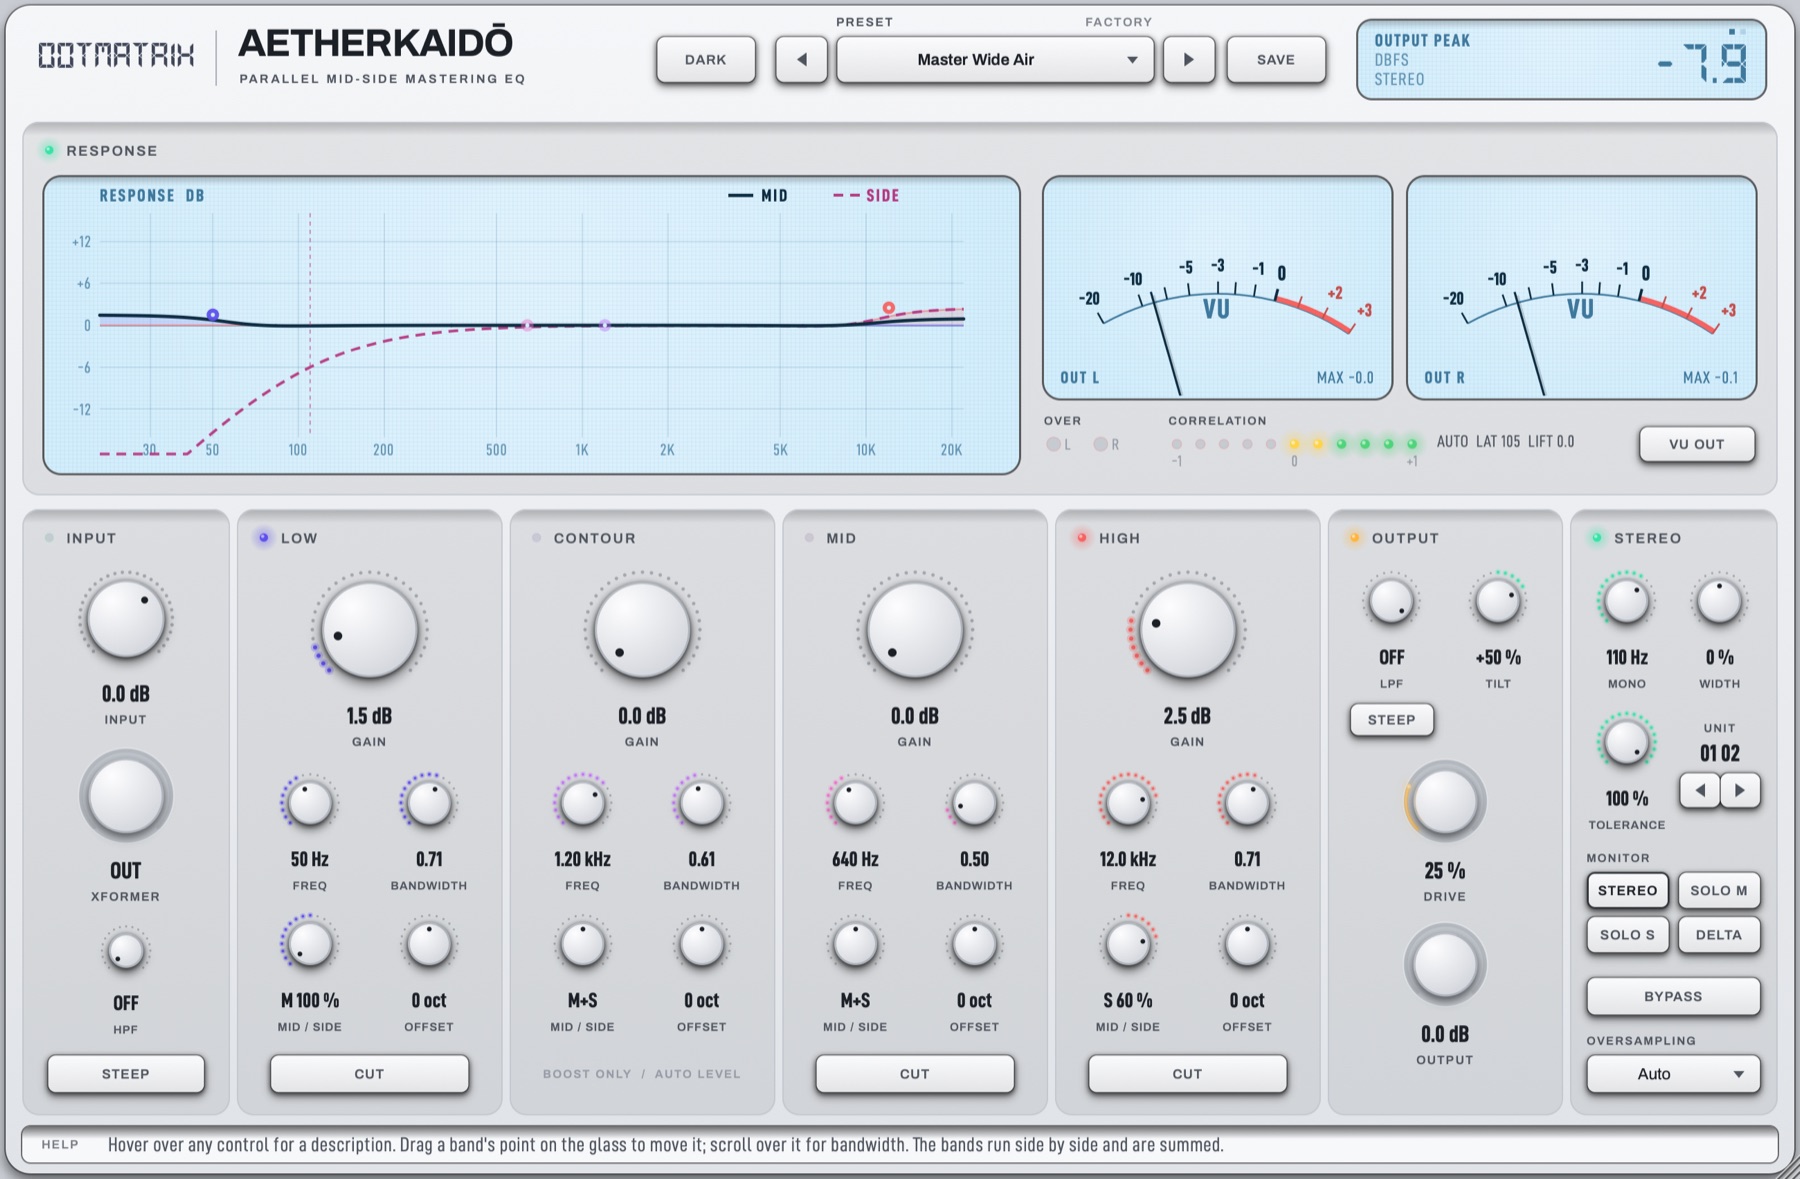 DOTMATRIX
AETHERKAIDŌ
PARALLEL MID-SIDE MASTERING EQ
DARK
PRESET
FACTORY
Master Wide Air
SAVE
OUTPUT PEAK
DBFS
STEREO
-7.9
RESPONSE
RESPONSE DB
MID
SIDE
+12
+6
0
-6
-12
30
50
100
200
500
1K
2K
5K
10K
20K
-20
-10
-5
-3
-1
0
+2
+3
VU
OUT L
MAX -0.0
-20
-10
-5
-3
-1
0
+2
+3
VU
OUT R
MAX -0.1
OVER
L
R
CORRELATION
-1
0
+1
AUTO LAT 105 LIFT 0.0
VU OUT
INPUT
0.0 dB
INPUT
OUT
XFORMER
OFF
HPF
STEEP
LOW
1.5 dB
GAIN
50 Hz
FREQ
0.71
BANDWIDTH
M 100 %
MID / SIDE
0 oct
OFFSET
CUT
CONTOUR
0.0 dB
GAIN
1.20 kHz
FREQ
0.61
BANDWIDTH
M+S
MID / SIDE
0 oct
OFFSET
BOOST ONLY / AUTO LEVEL
MID
0.0 dB
GAIN
640 Hz
FREQ
0.50
BANDWIDTH
M+S
MID / SIDE
0 oct
OFFSET
CUT
HIGH
2.5 dB
GAIN
12.0 kHz
FREQ
0.71
BANDWIDTH
S 60 %
MID / SIDE
0 oct
OFFSET
CUT
OUTPUT
OFF
LPF
+50 %
TILT
STEEP
25 %
DRIVE
0.0 dB
OUTPUT
STEREO
110 Hz
MONO
0 %
WIDTH
100 %
TOLERANCE
UNIT
01 02
MONITOR
STEREO
SOLO M
SOLO S
DELTA
BYPASS
OVERSAMPLING
Auto
HELP
Hover over any control for a description. Drag a band's point on the glass to move it; scroll over it for bandwidth. The bands run side by side and are summed.